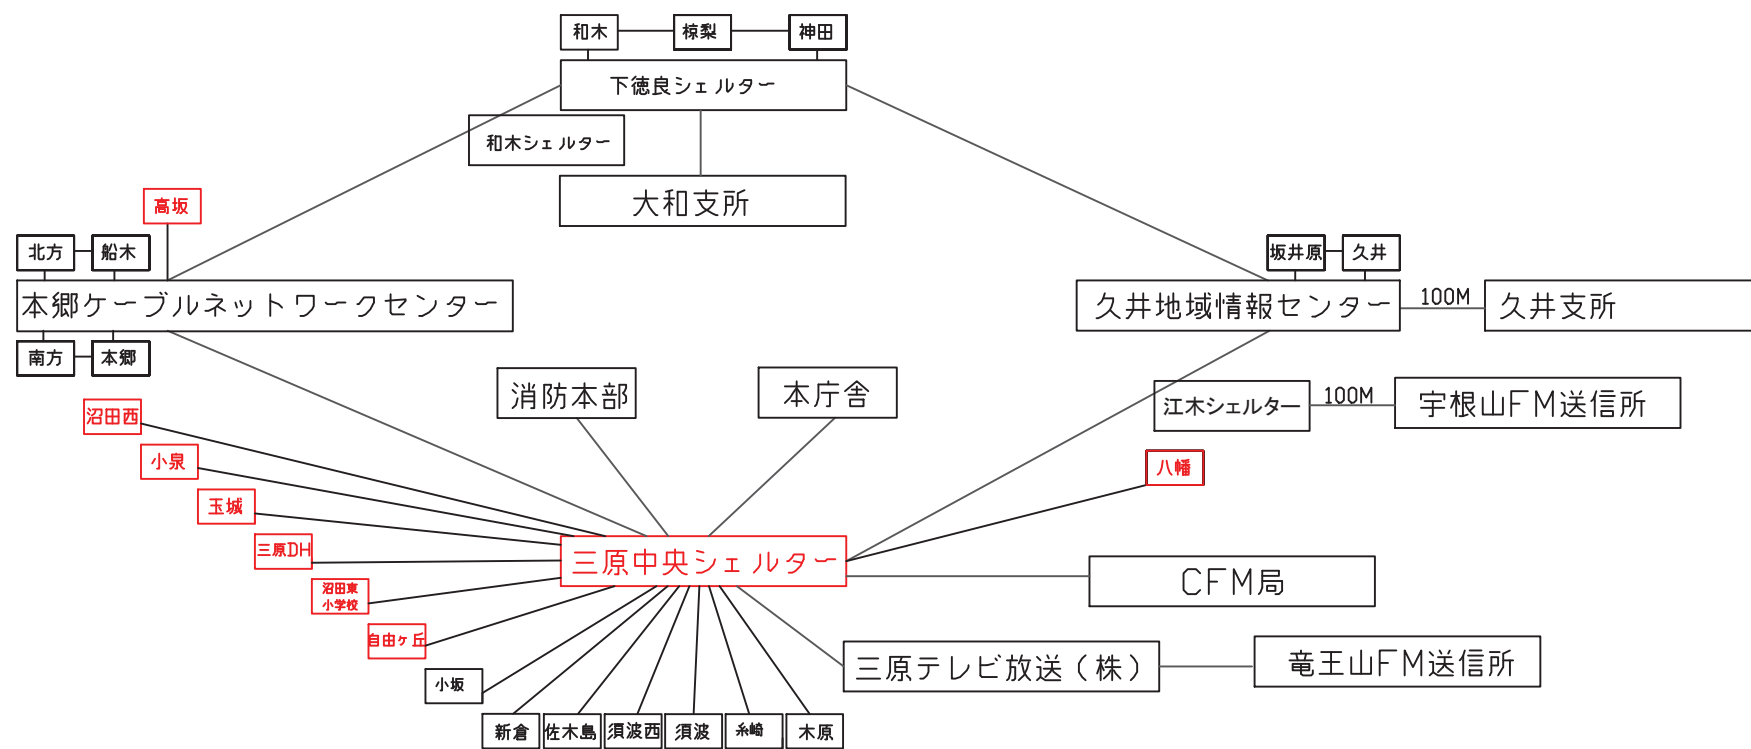 和木
椋梨
神田
下徳良シェルター
和木シェルター
大和支所
高坂
北方
船木
坂井原
久井
本郷ケーブルネットワークセンター
久井地域情報センター
100M
久井支所
南方
本郷
消防本部
本庁舎
江木シェルター
100M
宇根山FM送信所
沼田西
小泉
八幡
玉城
三原DH
三原中央シェルター
沼田東
小学校
CFM局
自由ヶ丘
三原テレビ放送(株)
竜王山FM送信所
小坂
新倉
佐木島
須波西
須波
糸崎
木原